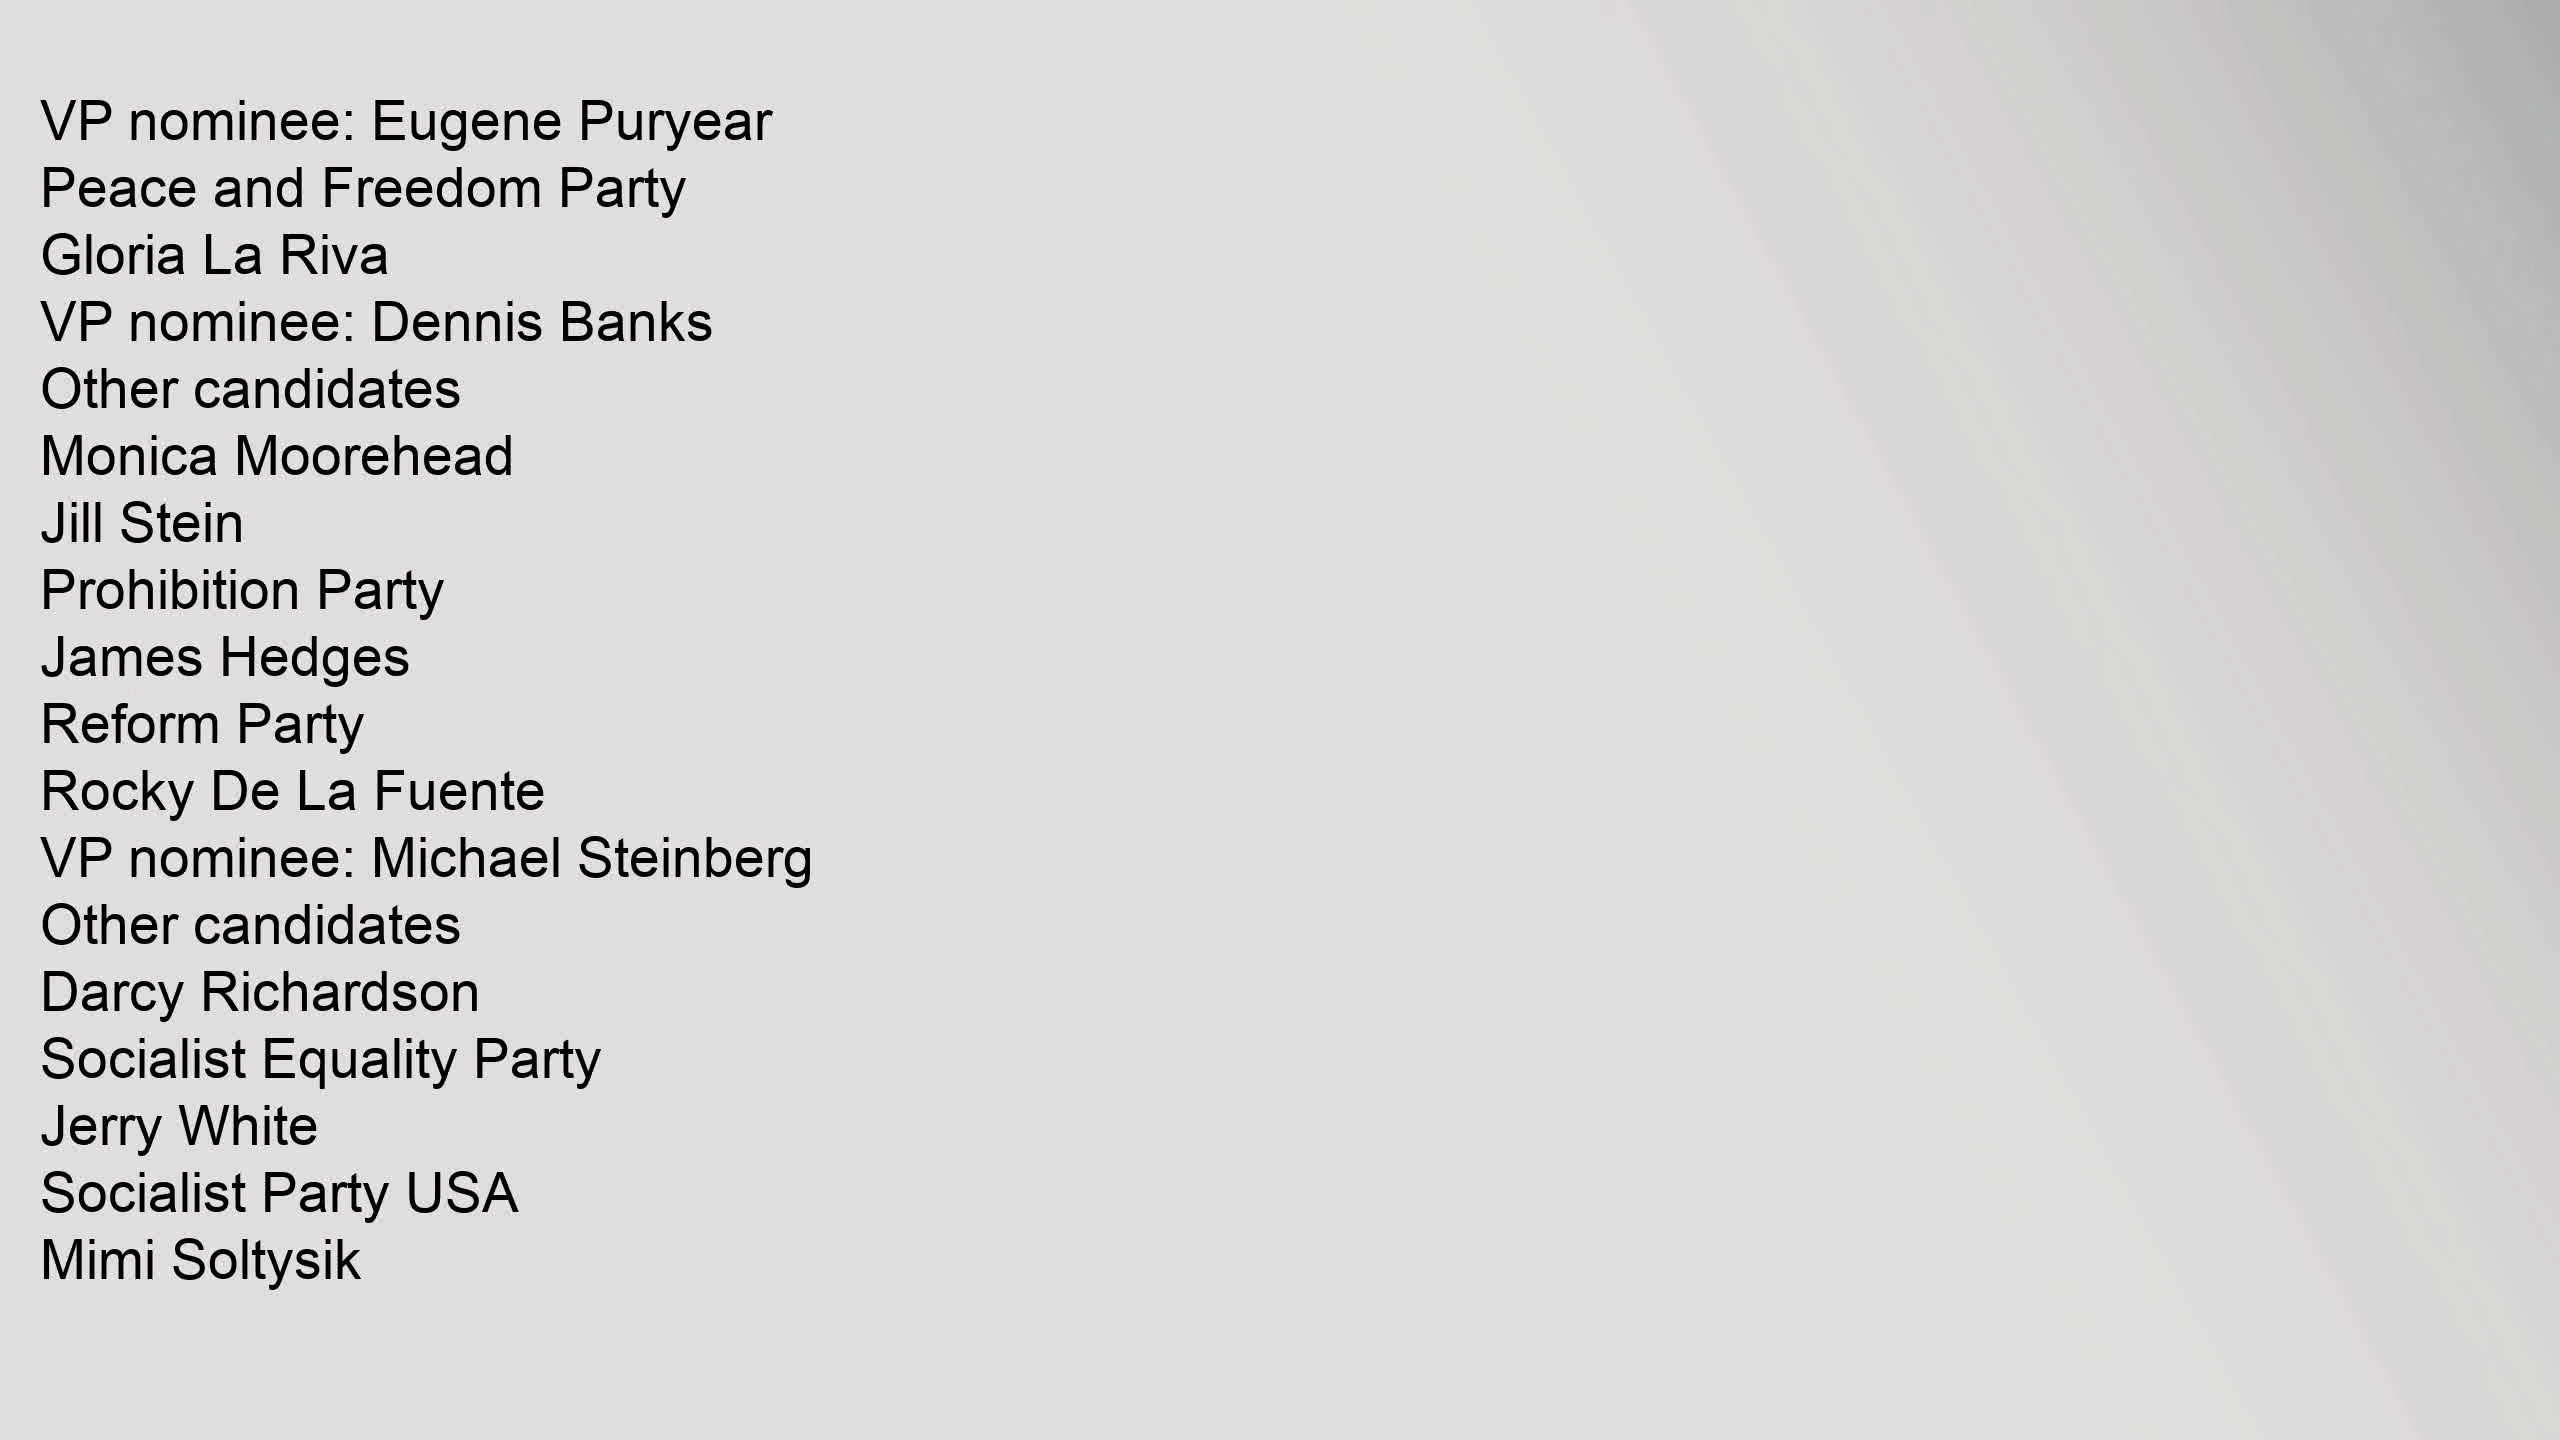 VP nominee: Eugene Puryear
Peace and Freedom Party
Gloria La Riva
VP nominee: Dennis Banks
Other candidates
Monica Moorehead
Jill Stein
Prohibition Party
James Hedges
Reform Party
Rocky De La Fuente
VP nominee: Michael Steinberg
Other candidates
Darcy Richardson
Socialist Equality Party
Jerry White
Socialist Party USA
Mimi Soltysik